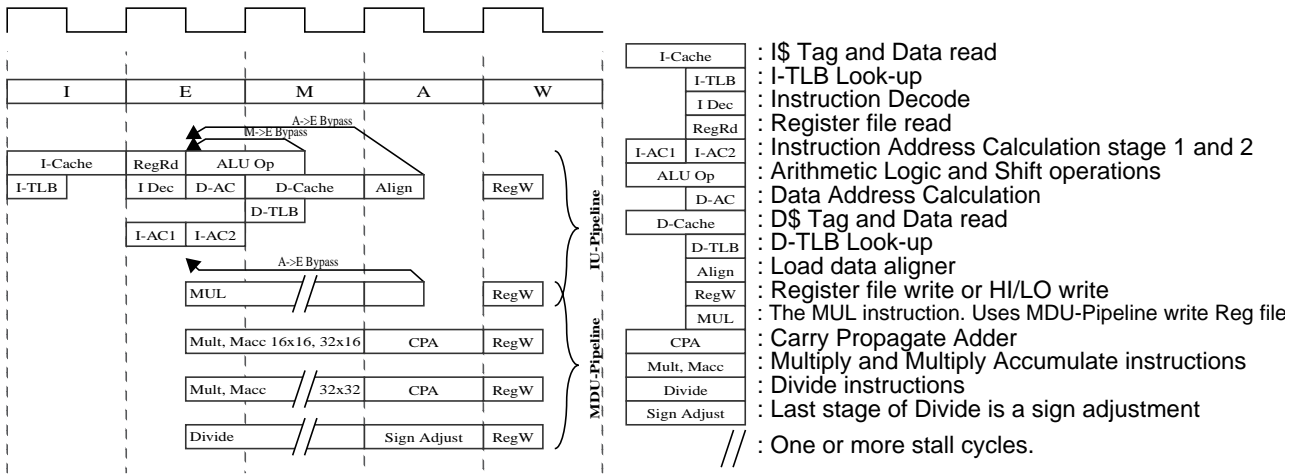 I E M A W
A->E Bypass
M->E Bypass
I-Cache RegRd ALU Op
I-TLB I Dec D-AC D-Cache Align RegW
D-TLB
I-AC1 I-AC2
A->E Bypass
MUL RegW
Mult, Macc 16x16, 32x16 CPA RegW
Mult, Macc 32x32 CPA RegW
Divide Sign Adjust RegW
IU-Pipeline
MDU-Pipeline
I-Cache : I$ Tag and Data read
I-TLB : I-TLB Look-up
I Dec : Instruction Decode
RegRd : Register file read
I-AC1 I-AC2 : Instruction Address Calculation stage 1 and 2
ALU Op : Arithmetic Logic and Shift operations
D-AC : Data Address Calculation
D-Cache : D$ Tag and Data read
D-TLB : D-TLB Look-up
Align : Load data aligner
RegW : Register file write or HI/LO write
MUL : The MUL instruction. Uses MDU-Pipeline write Reg file
CPA : Carry Propagate Adder
Mult, Macc : Multiply and Multiply Accumulate instructions
Divide : Divide instructions
Sign Adjust : Last stage of Divide is a sign adjustment
// : One or more stall cycles.